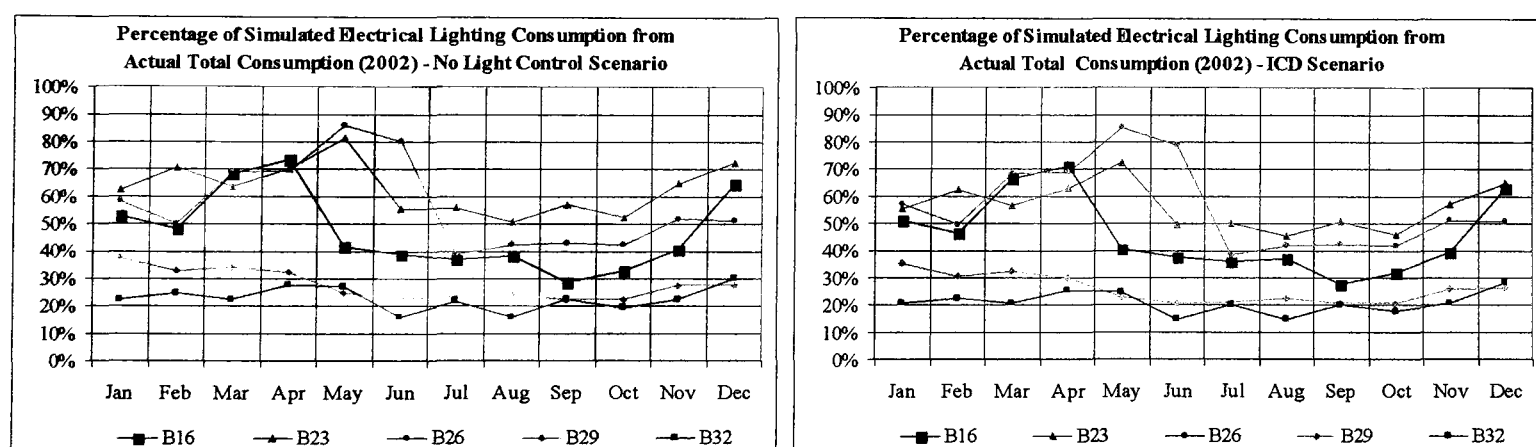 Percentage of Simulated Electrical Lighting Consumption from
Actual Total Consumption (2002) - No Light Control Scenario
100%
90%
80%
70%
60%
50%
40%
30%
20%
10%
0%
Jan Feb Mar Apr May Jun Jul Aug Sep Oct Nov Dec
B16 B23 B26 B29 B32
Percentage of Simulated Electrical Lighting Consumption from
Actual Total Consumption (2002) - ICD Scenario
100%
90%
80%
70%
60%
50%
40%
30%
20%
10%
0%
Jan Feb Mar Apr May Jun Jul Aug Sep Oct Nov Dec
B16 B23 B26 B29 B32